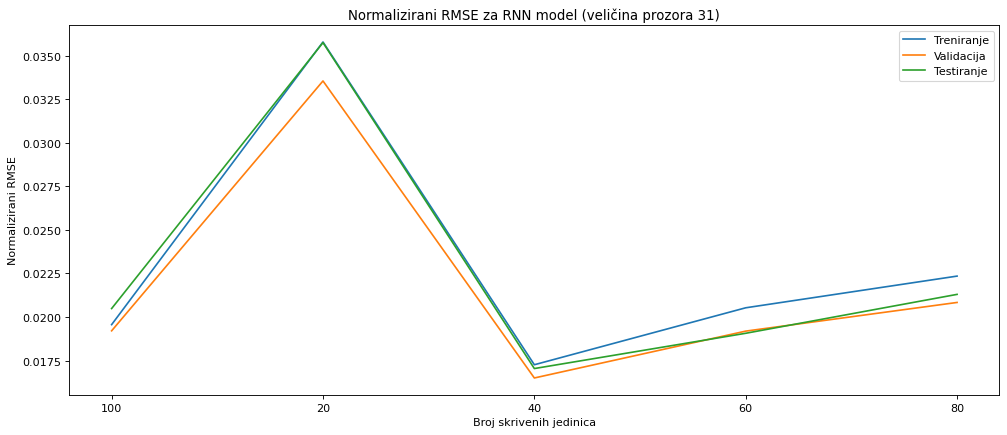 Normalizirani RMSE za RNN model (veličina prozora 31)
Treniranje
Validacija
Testiranje
Normalizirani RMSE
0.0350
0.0325
0.0300
0.0275
0.0250
0.0225
0.0200
0.0175
100 20 40 60 80
Broj skrivenih jedinica